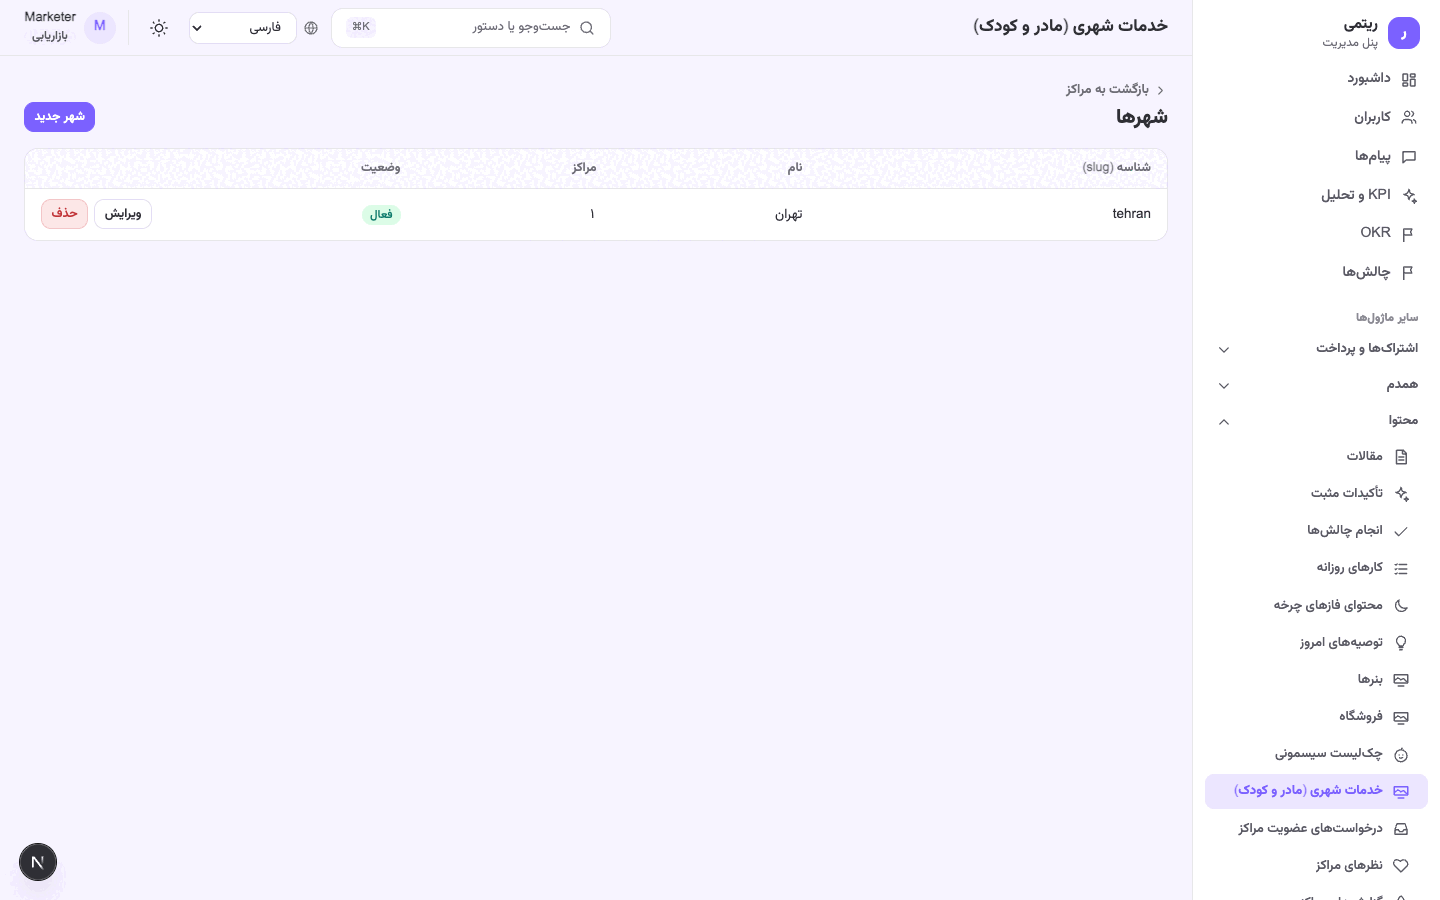 ر
ریتمی
پنل مدیریت
داشبورد
کاربران
پیام‌ها
KPI و تحلیل
OKR
چالش‌ها
سایر ماژول‌ها
اشتراک‌ها و پرداخت
همدم
محتوا
مقالات
تأکیدات مثبت
انجام چالش‌ها
کارهای روزانه
محتوای فازهای چرخه
توصیه‌های امروز
بنرها
فروشگاه
چک‌لیست سیسمونی
خدمات شهری (مادر و کودک)
درخواست‌های عضویت مراکز
نظرهای مراکز
خدمات شهری (مادر و کودک)
جست‌وجو یا دستور
⌘K
فارسی
M
Marketer
بازاریابی
بازگشت به مراکز
شهرها
شهر جدید
شناسه (slug) نام مراکز وضعیت
tehran تهران ۱ فعال ویرایش حذف
N